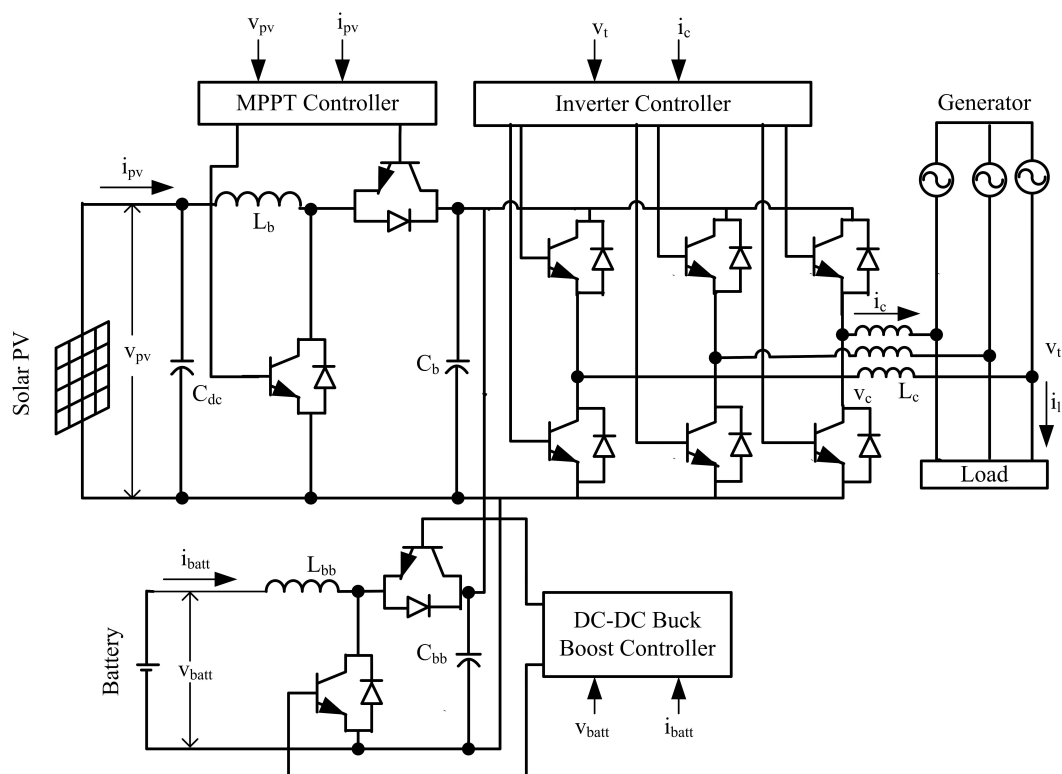 v_pv
i_pv
v_t
i_c
MPPT Controller
Inverter Controller
Generator
i_pv
L_b
i_c
Solar PV
v_pv
C_dc
C_b
v_c
L_c
v_t
i_l
Load
i_batt
L_bb
Battery
v_batt
C_bb
DC-DC Buck
Boost Controller
v_batt
i_batt